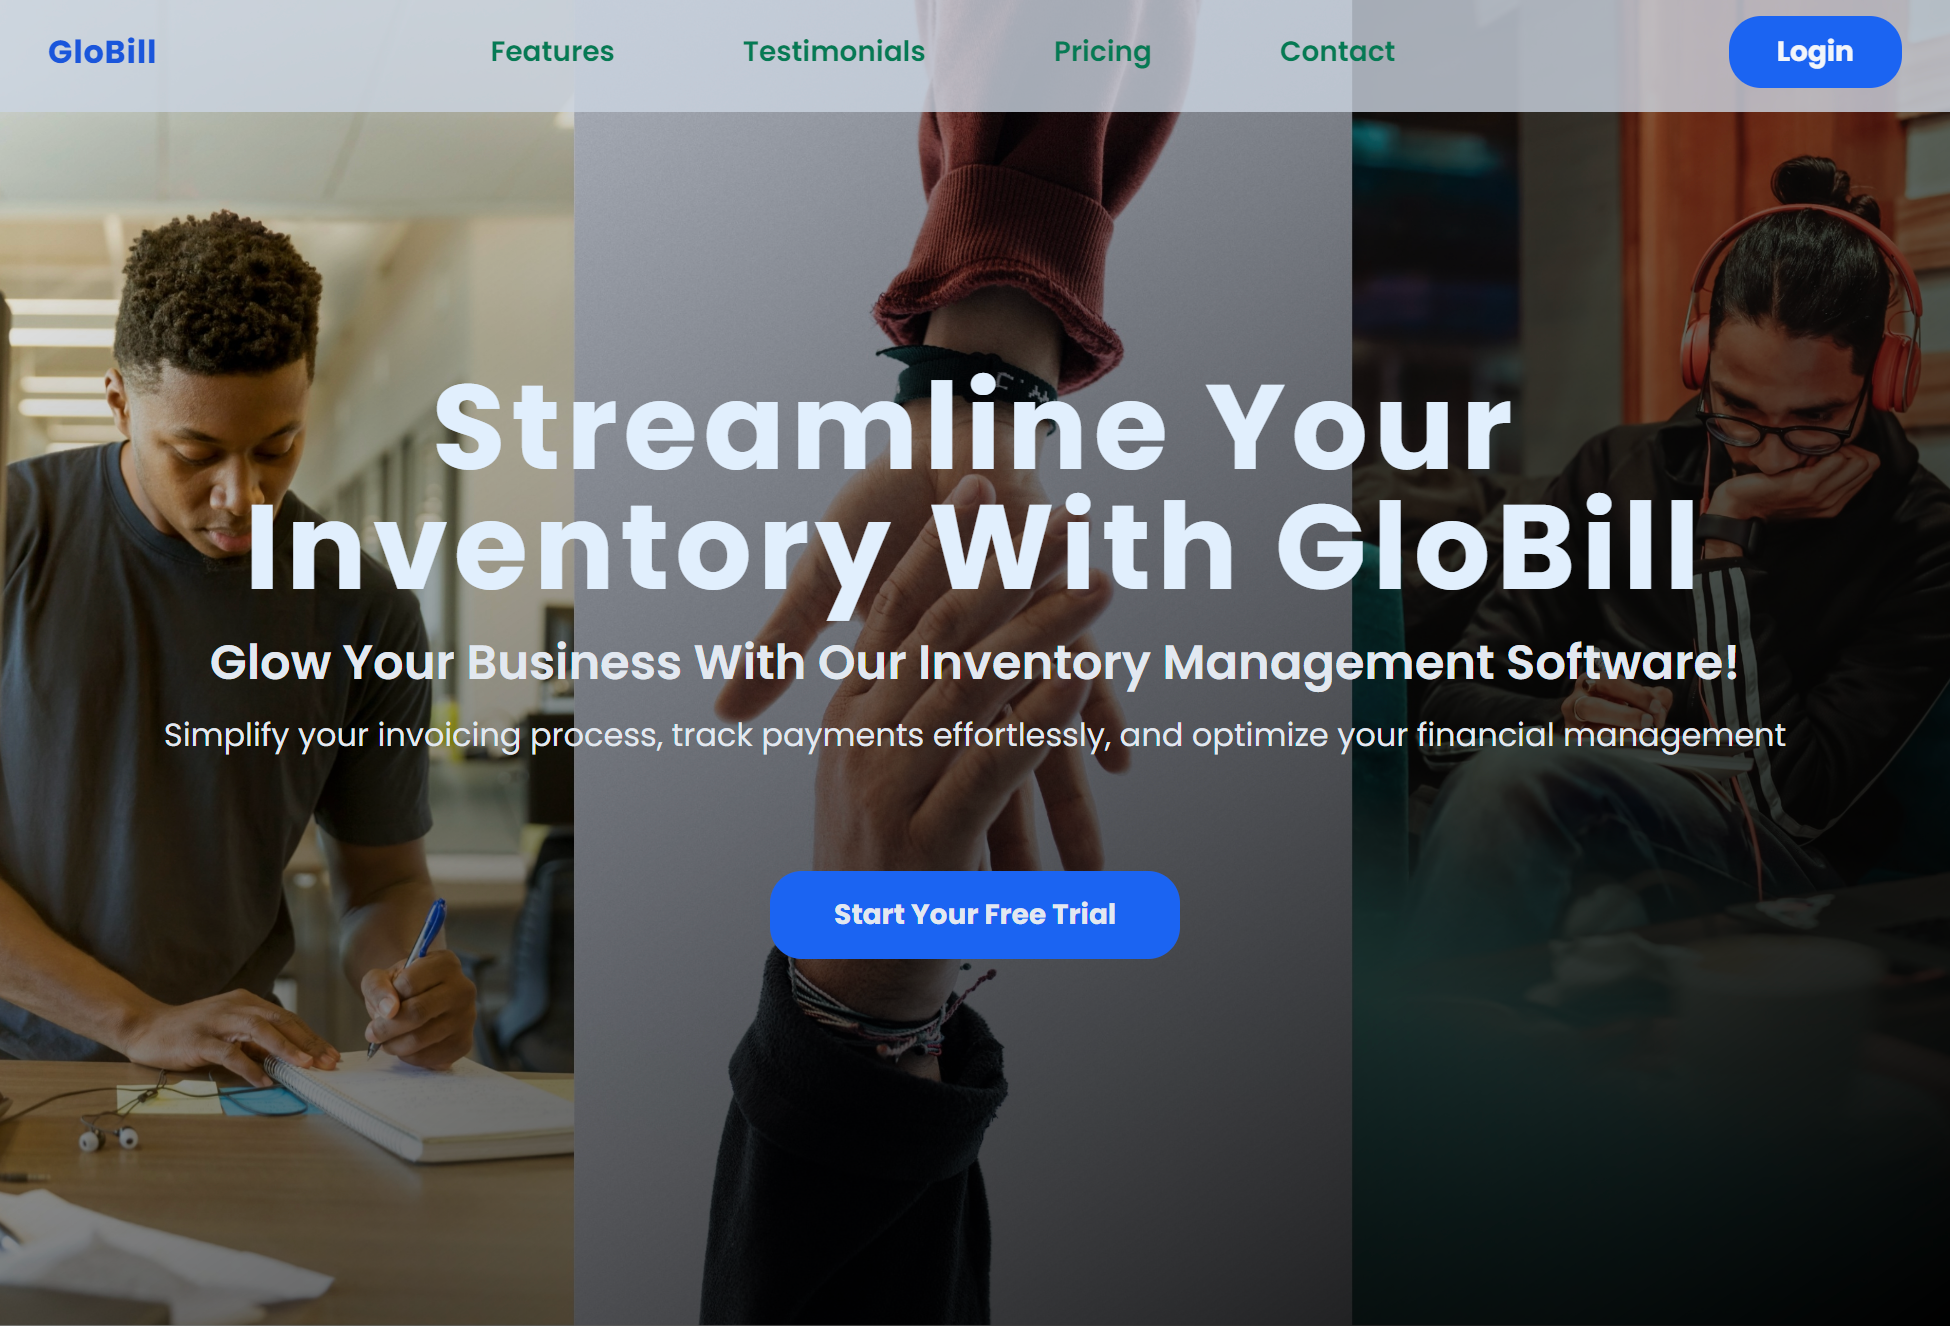 GloBill
Features
Testimonials
Pricing
Contact
Login
Streamline Your
Inventory With GloBill
Glow Your Business With Our Inventory Management Software!
Simplify your invoicing process, track payments effortlessly, and optimize your financial management
Start Your Free Trial